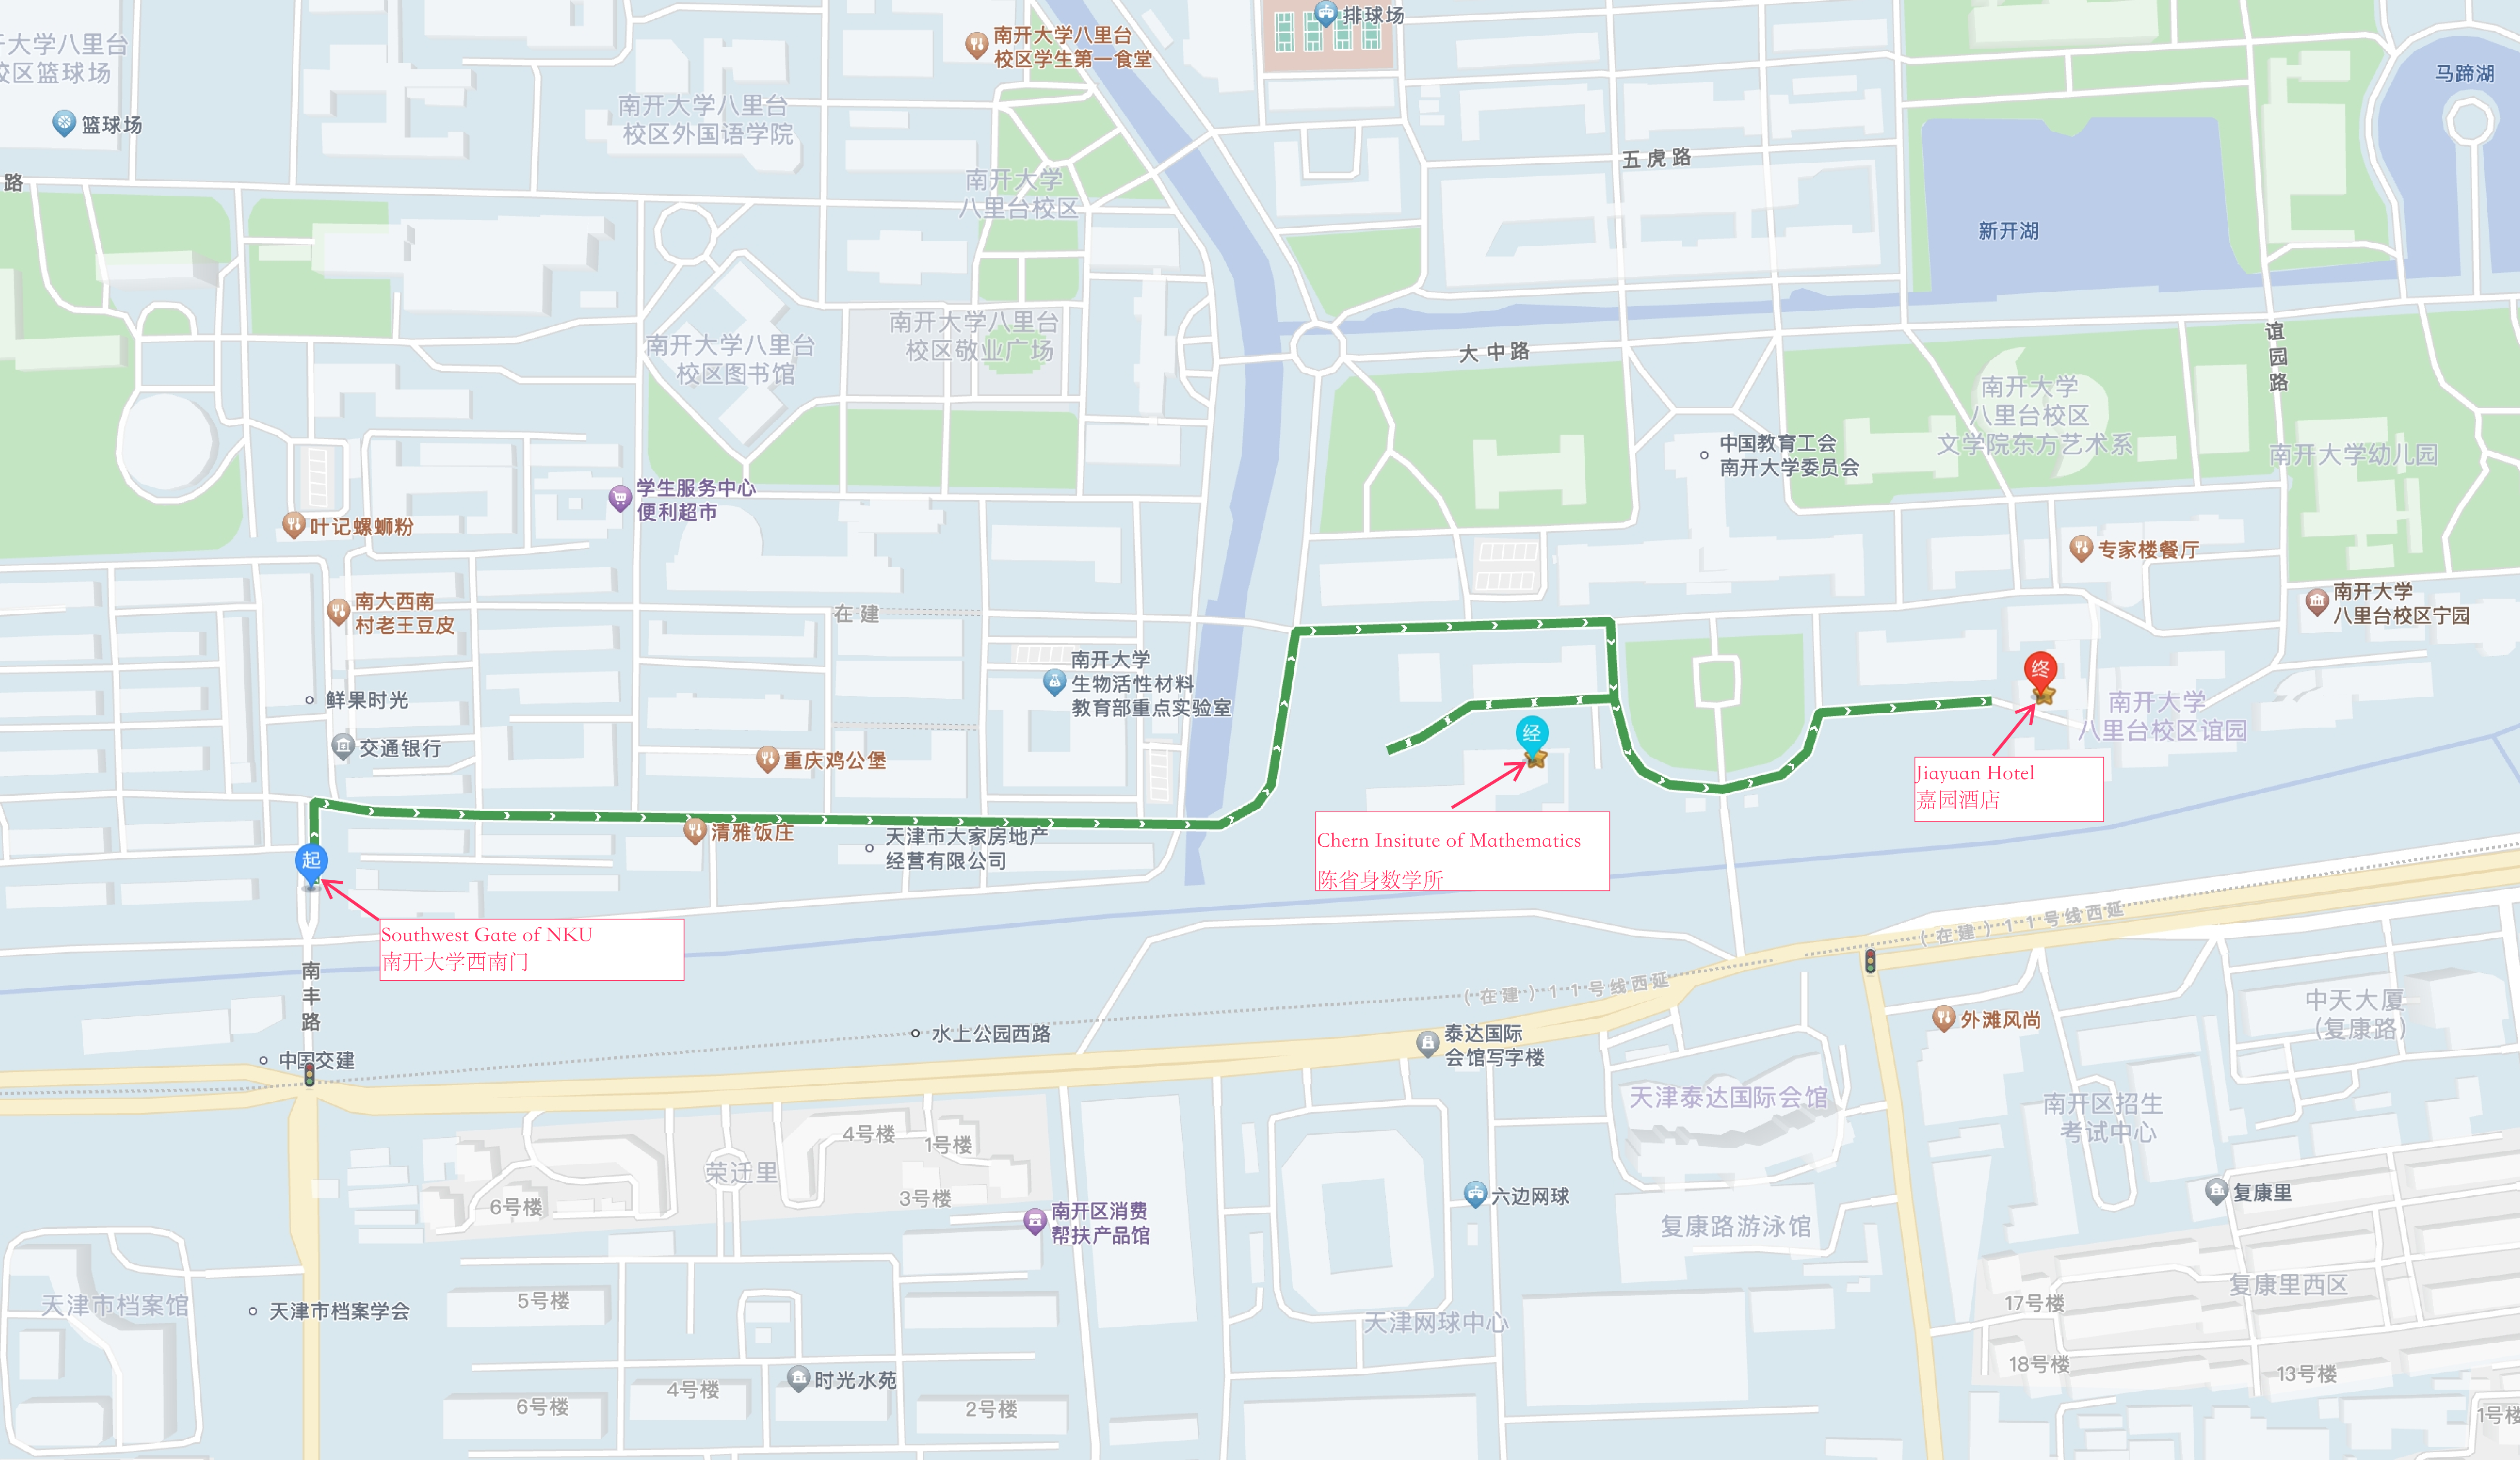 排球场
南开大学八里台
校区学生第一食堂
大学八里台
校区篮球场
篮球场
南开大学八里台
校区外国语学院
马蹄湖
五虎路
路
南开大学
八里台校区
新开湖
南开大学八里台
校区敬业广场
南开大学八里台
校区图书馆
大中路
谊园路
南开大学
八里台校区
文学院东方艺术系
中国教育工会
南开大学委员会
南开大学幼儿园
学生服务中心
便利超市
叶记螺蛳粉
专家楼餐厅
南大西南
村老王豆皮
在建
南开大学
八里台校区宁园
南开大学
生物活性材料
教育部重点实验室
终
鲜果时光
南开大学
八里台校区谊园
经
交通银行
重庆鸡公堡
Jiayuan Hotel
嘉园酒店
清雅饭庄
天津市大家房地产
经营有限公司
Chern Insitute of Mathematics
陈省身数学所
起
Southwest Gate of NKU
南开大学西南门
(在建)11号线西延
南丰路
(在建)11号线西延
中天大厦
(复康路)
外滩风尚
水上公园西路
泰达国际
会馆写字楼
中国交建
天津泰达国际会馆
南开区招生
考试中心
4号楼
1号楼
荣迁里
3号楼
6号楼
六边网球
复康里
南开区消费
帮扶产品馆
复康路游泳馆
复康里西区
天津市档案馆
天津市档案学会
5号楼
17号楼
天津网球中心
18号楼
13号楼
时光水苑
4号楼
6号楼
2号楼
1号楼